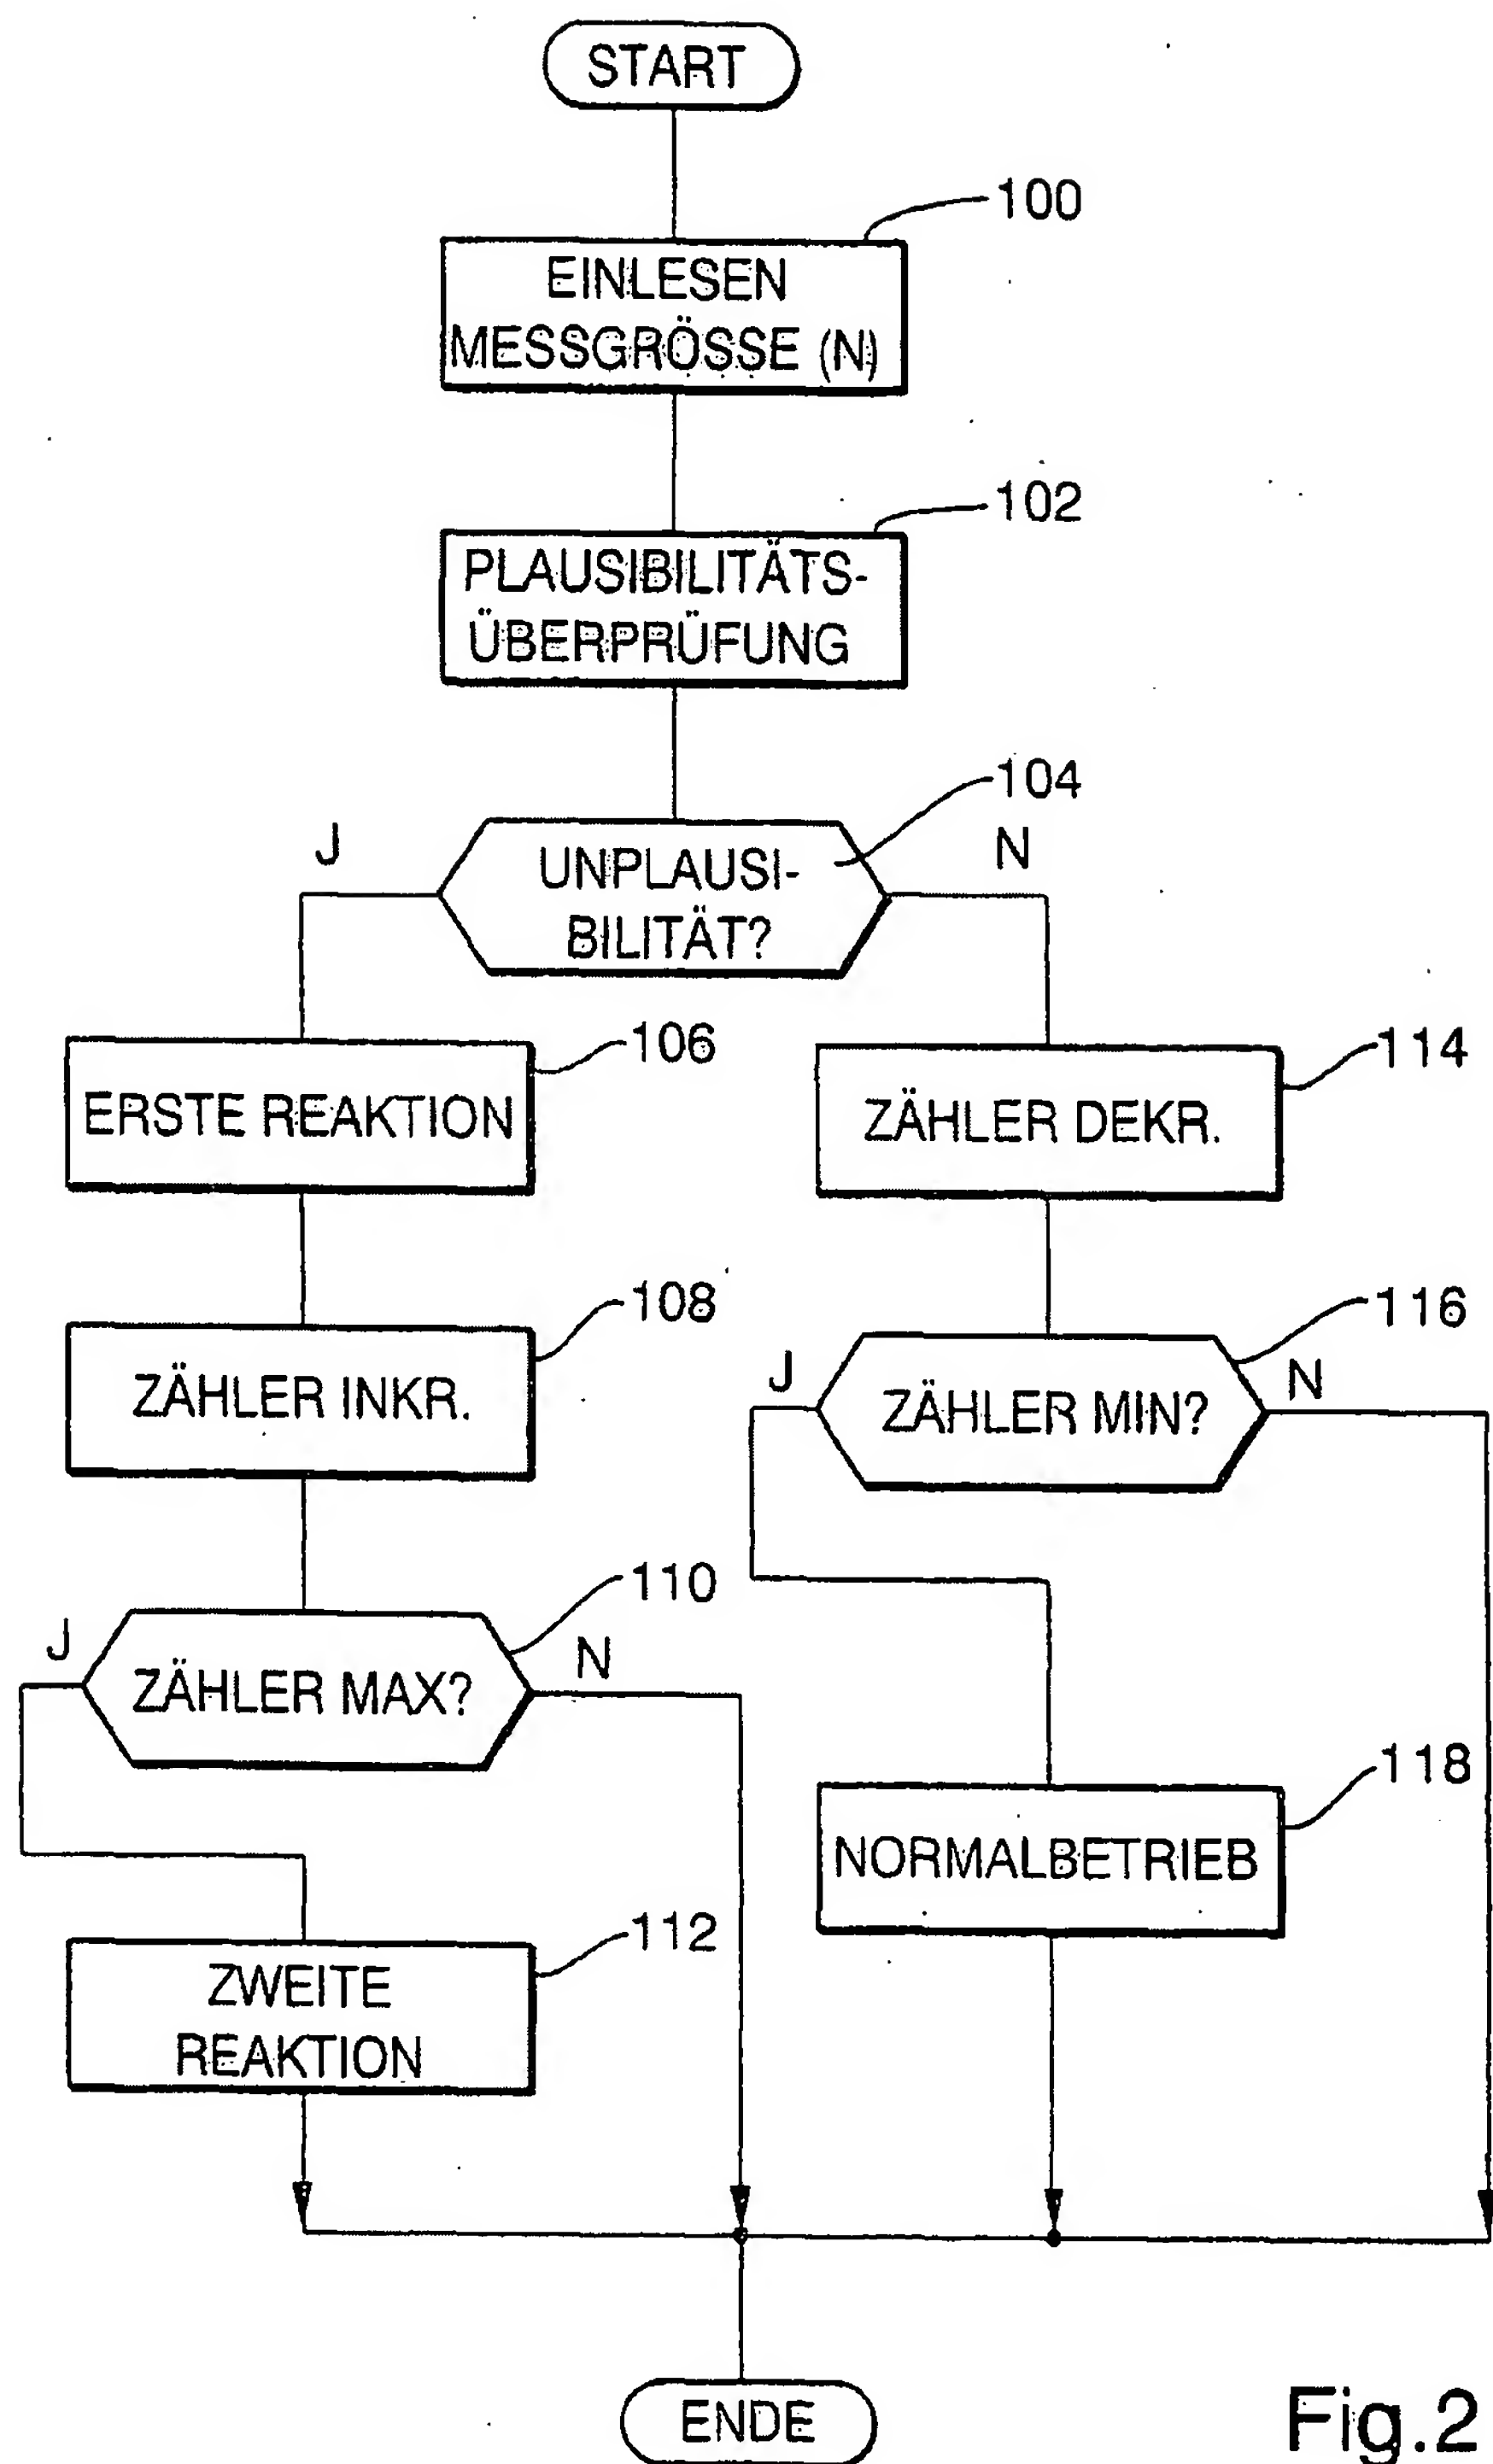 START
100
EINLESEN
MESSGRÖSSE (N)
102
PLAUSIBILITÄTS-
ÜBERPRÜFUNG
104
J
UNPLAUSI-
BILITÄT?
N
106
ERSTE REAKTION
114
ZÄHLER DEKR.
108
ZÄHLER INKR.
116
J
ZÄHLER MIN?
N
110
J
ZÄHLER MAX?
N
118
NORMALBETRIEB
112
ZWEITE
REAKTION
ENDE
Fig.2